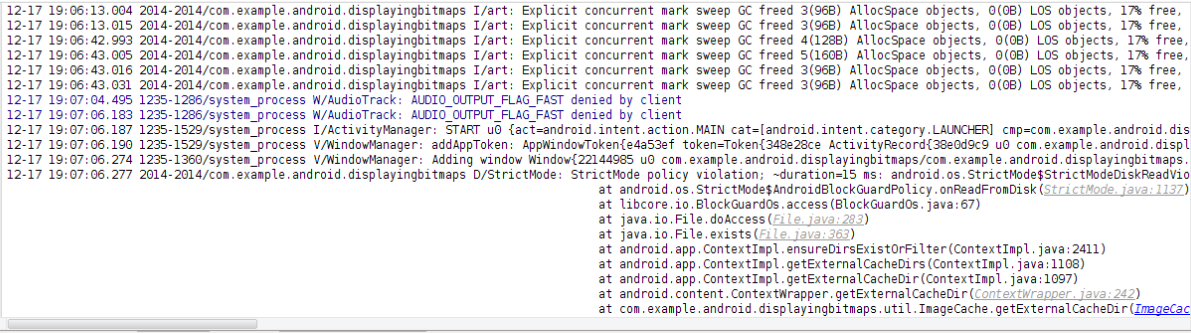 12-17 19:06:13.004 2014-2014/com.example.android.displayingbitmaps I/art: Explicit concurrent mark sweep GC freed 3(96B) AllocSpace objects, 0(0B) LOS objects, 17% free,
12-17 19:06:13.015 2014-2014/com.example.android.displayingbitmaps I/art: Explicit concurrent mark sweep GC freed 3(96B) AllocSpace objects, 0(0B) LOS objects, 17% free,
12-17 19:06:42.993 2014-2014/com.example.android.displayingbitmaps I/art: Explicit concurrent mark sweep GC freed 4(128B) AllocSpace objects, 0(0B) LOS objects, 17% free,
12-17 19:06:43.005 2014-2014/com.example.android.displayingbitmaps I/art: Explicit concurrent mark sweep GC freed 5(160B) AllocSpace objects, 0(0B) LOS objects, 17% free,
12-17 19:06:43.016 2014-2014/com.example.android.displayingbitmaps I/art: Explicit concurrent mark sweep GC freed 3(96B) AllocSpace objects, 0(0B) LOS objects, 17% free,
12-17 19:06:43.031 2014-2014/com.example.android.displayingbitmaps I/art: Explicit concurrent mark sweep GC freed 3(96B) AllocSpace objects, 0(0B) LOS objects, 17% free,
12-17 19:07:04.495 1235-1286/system_process W/AudioTrack: AUDIO_OUTPUT_FLAG_FAST denied by client
12-17 19:07:06.183 1235-1286/system_process W/AudioTrack: AUDIO_OUTPUT_FLAG_FAST denied by client
12-17 19:07:06.187 1235-1529/system_process I/ActivityManager: START u0 {act=android.intent.action.MAIN cat=[android.intent.category.LAUNCHER] cmp=com.example.android.dis
12-17 19:07:06.190 1235-1529/system_process V/WindowManager: addAppToken: AppWindowToken{e4a53ef token=Token{348e28ce ActivityRecord{38e0d9c9 u0 com.example.android.displ
12-17 19:07:06.274 1235-1360/system_process V/WindowManager: Adding window Window{22144985 u0 com.example.android.displayingbitmaps/com.example.android.displayingbitmaps.
12-17 19:07:06.277 2014-2014/com.example.android.displayingbitmaps D/StrictMode: StrictMode policy violation; ~duration=15 ms: android.os.StrictMode$StrictModeDiskReadVio
at android.os.StrictMode$AndroidBlockGuardPolicy.onReadFromDisk(StrictMode.java:1137)
at libcore.io.BlockGuardOs.access(BlockGuardOs.java:67)
at java.io.File.doAccess(File.java:283)
at java.io.File.exists(File.java:363)
at android.app.ContextImpl.ensureDirsExistOrFilter(ContextImpl.java:2411)
at android.app.ContextImpl.getExternalCacheDirs(ContextImpl.java:1108)
at android.app.ContextImpl.getExternalCacheDir(ContextImpl.java:1097)
at android.content.ContextWrapper.getExternalCacheDir(ContextWrapper.java:242)
at com.example.android.displayingbitmaps.util.ImageCache.getExternalCacheDir(ImageCac